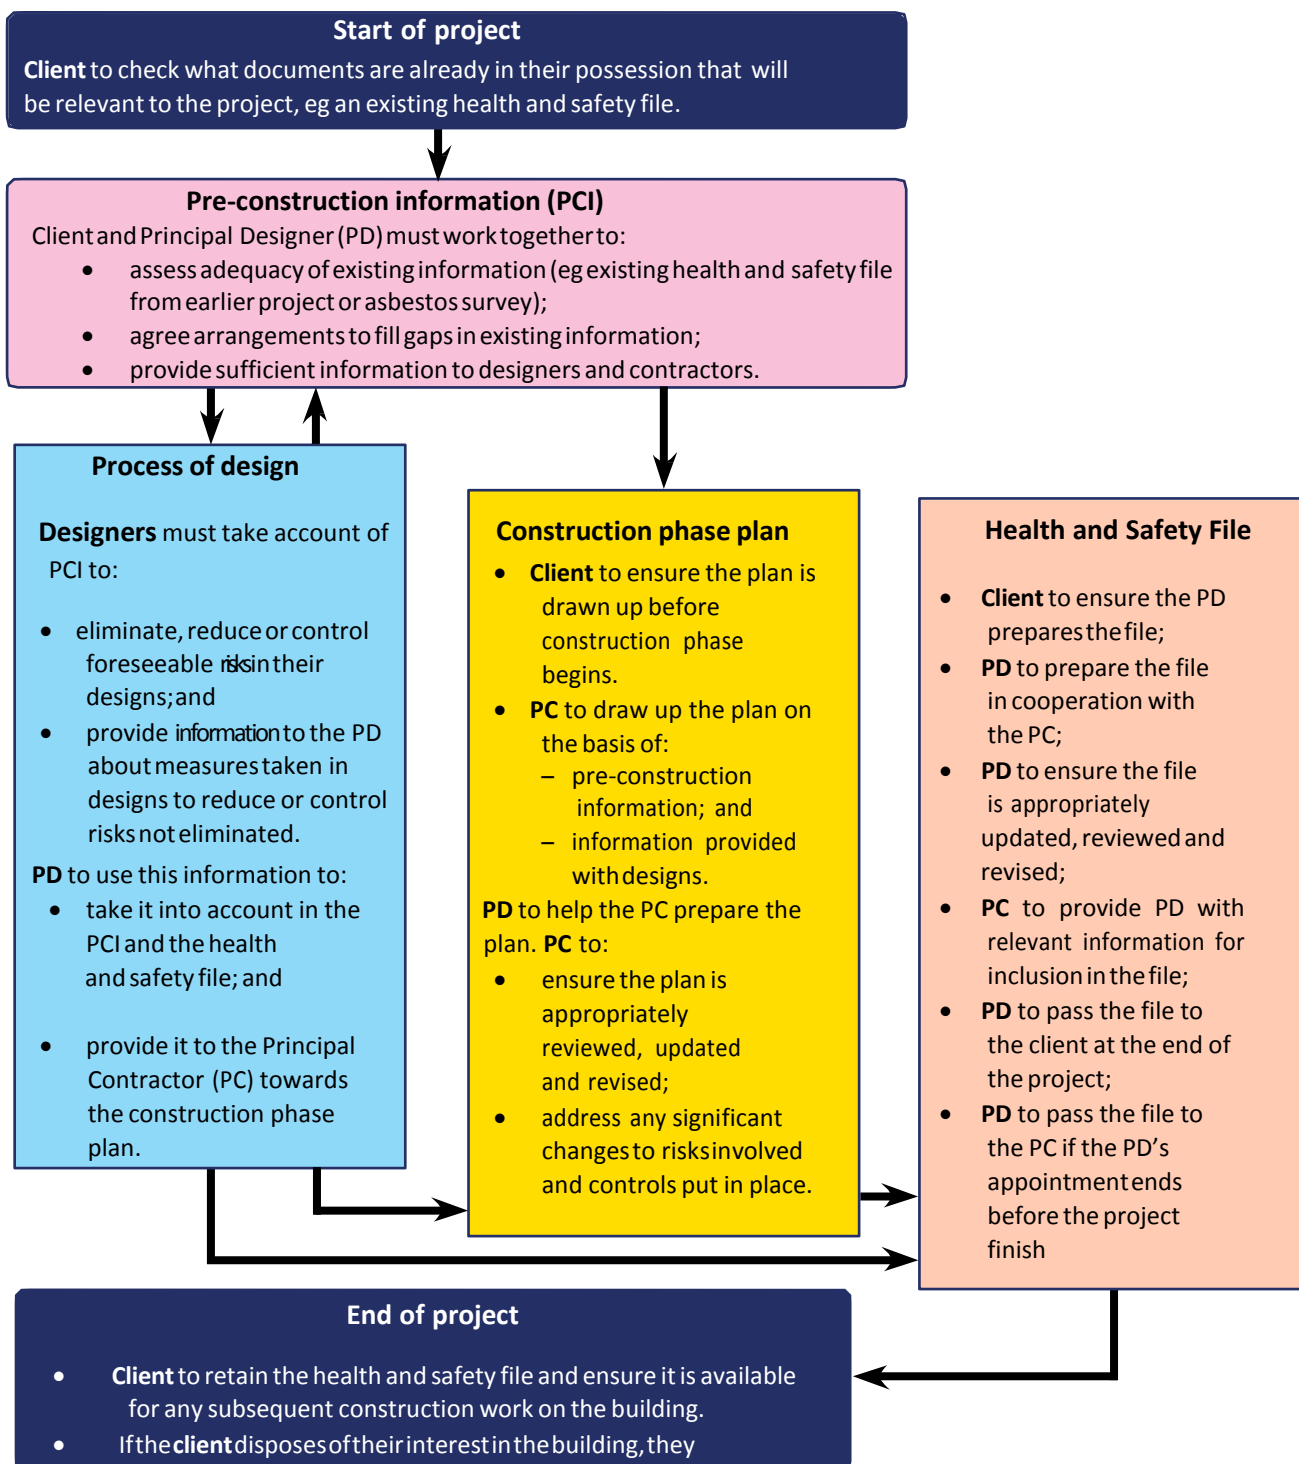 Start of project
Client to check what documents are already in their possession that will
be relevant to the project, eg an existing health and safety file.
Pre-construction information (PCI)
Client and Principal Designer (PD) must work together to:
• assess adequacy of existing information (eg existing health and safety file
from earlier project or asbestos survey);
• agree arrangements to fill gaps in existing information;
• provide sufficient information to designers and contractors.
Process of design
Designers must take account of
PCI to:
• eliminate, reduce or control
foreseeable risks in their
designs; and
• provide information to the PD
about measures taken in
designs to reduce or control
risks not eliminated.
PD to use this information to:
• take it into account in the
PCI and the health
and safety file; and
• provide it to the Principal
Contractor (PC) towards
the construction phase
plan.
Construction phase plan
• Client to ensure the plan is
drawn up before
construction phase
begins.
• PC to draw up the plan on
the basis of:
– pre-construction
information; and
– information provided
with designs.
PD to help the PC prepare the
plan. PC to:
• ensure the plan is
appropriately
reviewed, updated
and revised;
• address any significant
changes to risks involved
and controls put in place.
Health and Safety File
• Client to ensure the PD
prepares the file;
• PD to prepare the file
in cooperation with
the PC;
• PD to ensure the file
is appropriately
updated, reviewed and
revised;
• PC to provide PD with
relevant information for
inclusion in the file;
• PD to pass the file to
the client at the end of
the project;
• PD to pass the file to
the PC if the PD's
appointment ends
before the project
finish
End of project
• Client to retain the health and safety file and ensure it is available
for any subsequent construction work on the building.
• If the client disposes of their interest in the building, they